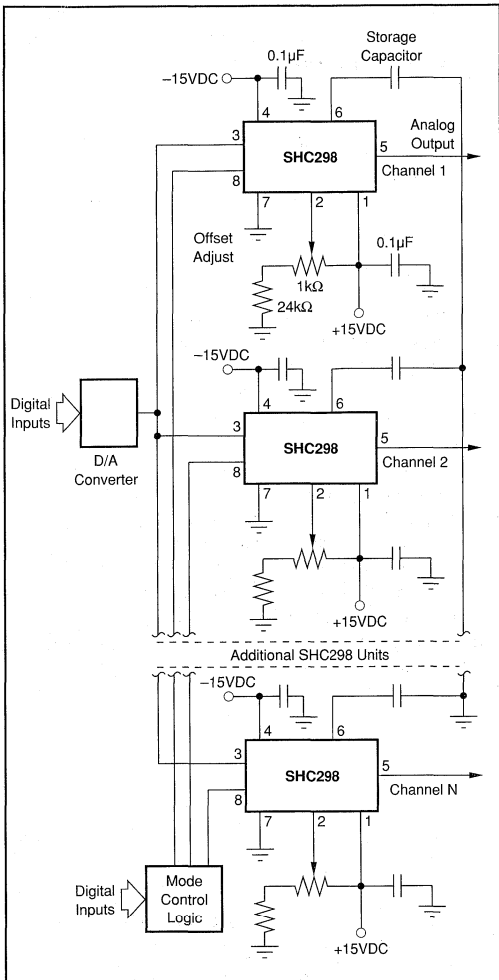 Storage
Capacitor
0.1µF
–15VDC
4
6
Analog
Output
3
5
SHC298
Channel 1
8
7
2
1
Offset
Adjust
0.1µF
1kΩ
24kΩ
+15VDC
–15VDC
4
6
Digital
Inputs
3
5
SHC298
Channel 2
8
D/A
Converter
7
2
1
+15VDC
Additional SHC298 Units
–15VDC
4
6
3
5
SHC298
Channel N
8
7
2
1
Digital
Inputs
Mode
Control
Logic
+15VDC